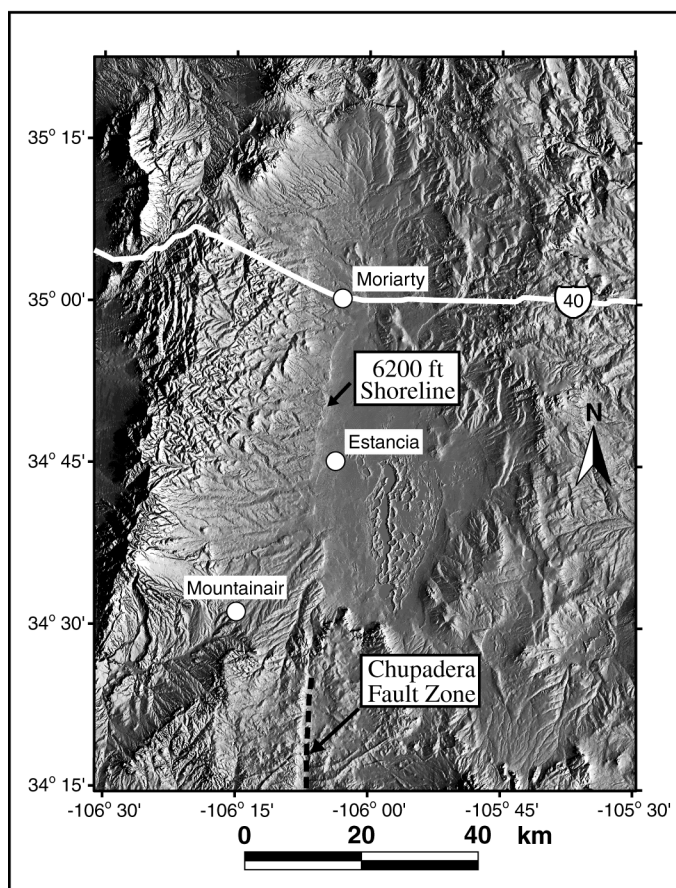 35° 15'
Moriarty
35° 00'
40
6200 ft
Shoreline
N
Estancia
34° 45'
Mountainair
34° 30'
Chupadera
Fault Zone
34° 15'
-106° 30' -106° 15' -106° 00' -105° 45' -105° 30'
0 20 40 km